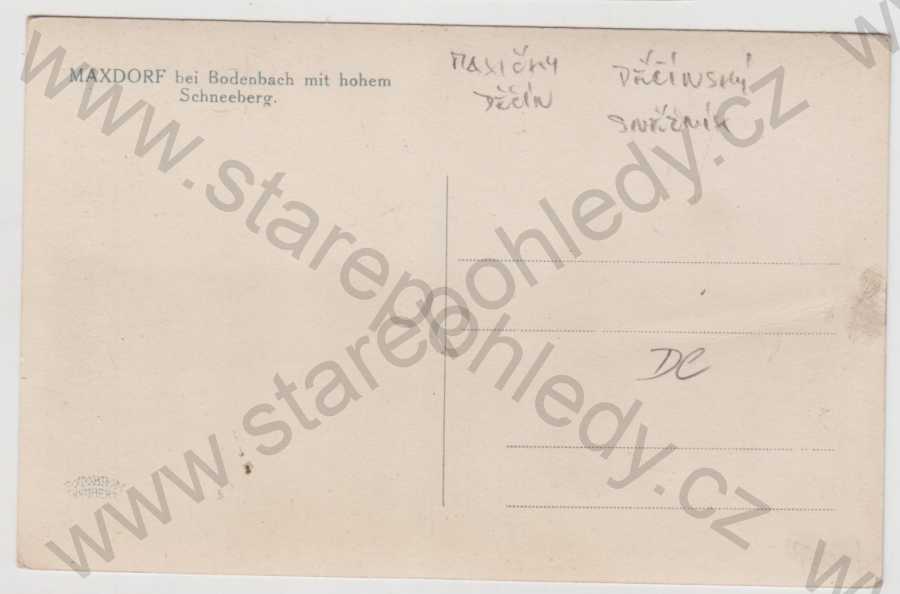 MAXDORF bei Bodenbach mit hohem
Schneeberg.
MAXIČKY
DĚČÍN
DĚČÍNSKÝ
SNĚŽNÍK
DC
www.starepohledy.cz
www.starepohledy.cz